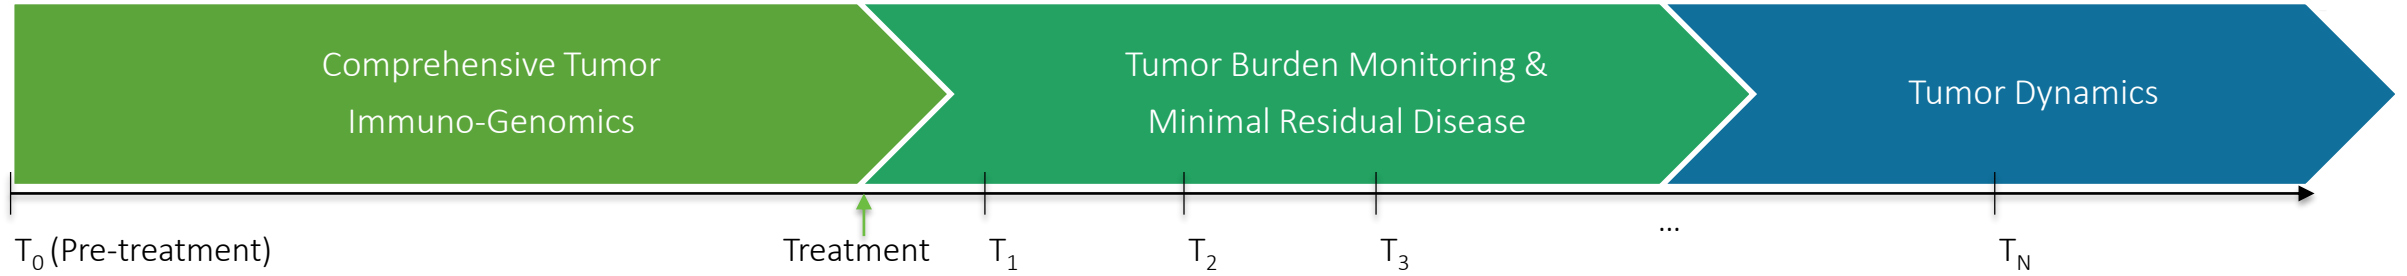 Comprehensive Tumor
Immuno-Genomics
Tumor Burden Monitoring &
Minimal Residual Disease
Tumor Dynamics
T₀ (Pre-treatment)
Treatment
T₁
T₂
T₃
...
T_N